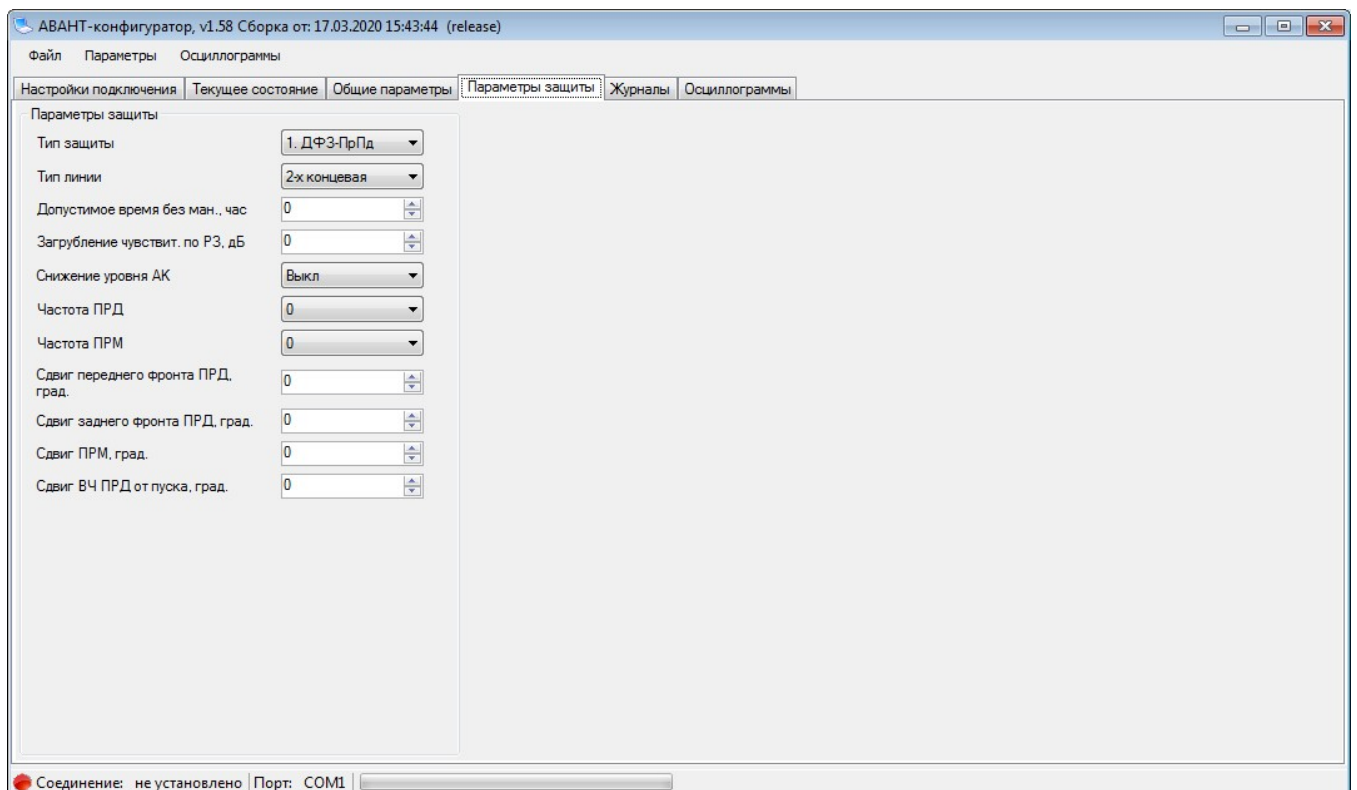 АВАНТ-конфигуратор, v1.58 Сборка от: 17.03.2020 15:43:44 (release)
Файл Параметры Осциллограммы
Настройки подключения Текущее состояние Общие параметры Параметры защиты Журналы Осциллограммы
Параметры защиты
Тип защиты 1. ДФЗ-ПрПд
Тип линии 2-х концевая
Допустимое время без ман., час 0
Загрубление чувствит. по РЗ, дБ 0
Снижение уровня АК Выкл
Частота ПРД 0
Частота ПРМ 0
Сдвиг переднего фронта ПРД,
град. 0
Сдвиг заднего фронта ПРД, град. 0
Сдвиг ПРМ, град. 0
Сдвиг ВЧ ПРД от пуска, град. 0
Соединение: не установлено Порт: COM1